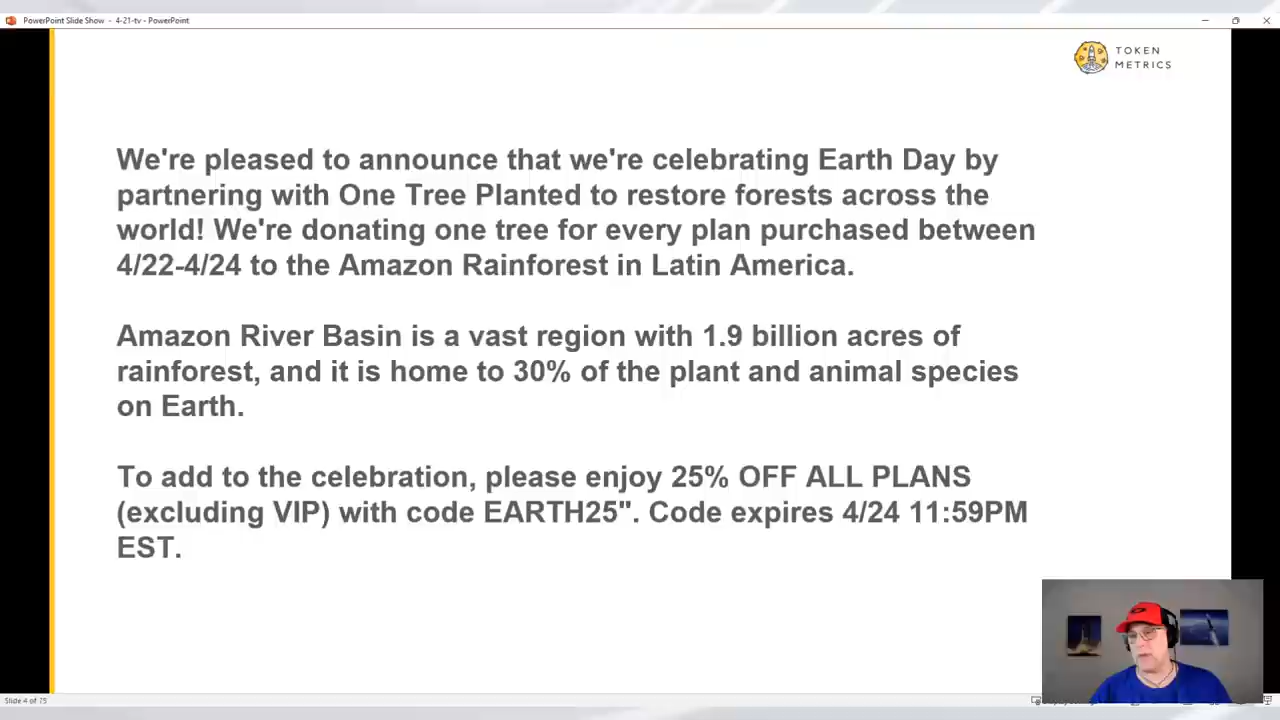 PowerPoint Slide Show - 4-21-tv - PowerPoint
TOKEN
METRICS
We're pleased to announce that we're celebrating Earth Day by
partnering with One Tree Planted to restore forests across the
world! We're donating one tree for every plan purchased between
4/22-4/24 to the Amazon Rainforest in Latin America.
Amazon River Basin is a vast region with 1.9 billion acres of
rainforest, and it is home to 30% of the plant and animal species
on Earth.
To add to the celebration, please enjoy 25% OFF ALL PLANS
(excluding VIP) with code EARTH25". Code expires 4/24 11:59PM
EST.
Slide 4 of 15